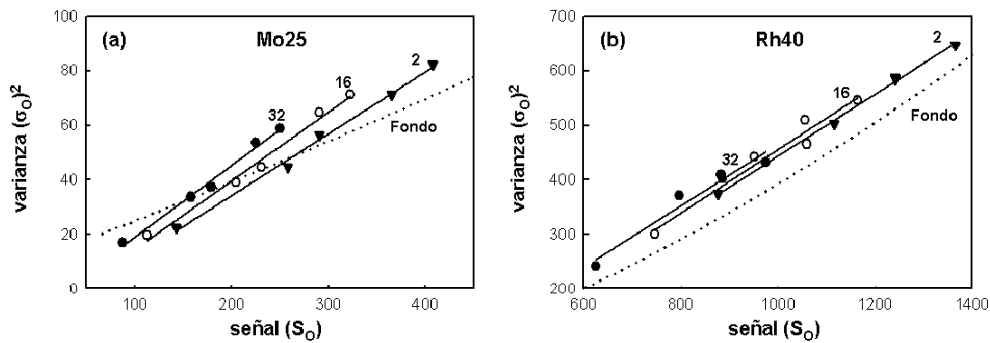 (a) Mo25
100
80
60
40
20
0
varianza (σO)²
100 200 300 400
señal (SO)
2
16
32
Fondo
(b) Rh40
700
600
500
400
300
200
varianza (σO)²
600 800 1000 1200 1400
señal (SO)
2
16
32
Fondo